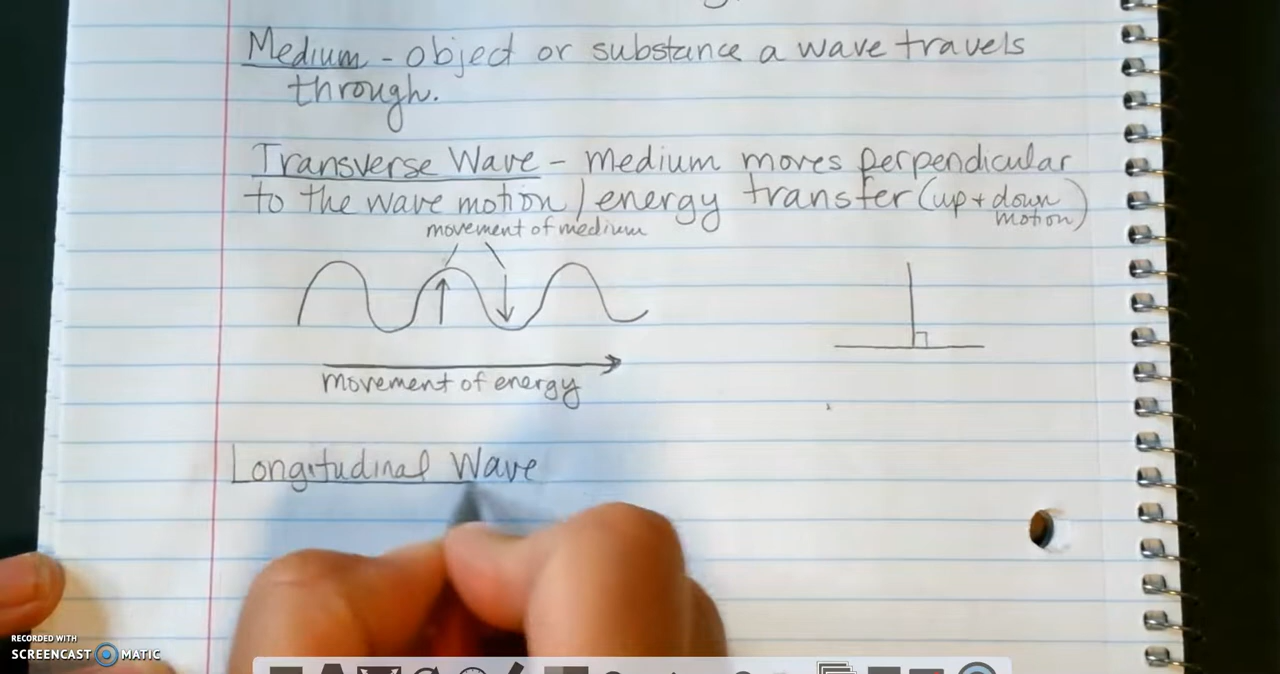 Medium - object or substance a wave travels
through.
Transverse Wave - medium moves perpendicular
to the wave motion / energy transfer (up + down
motion)
movement of medium
movement of energy
Longitudinal Wave
RECORDED WITH
SCREENCAST MATIC